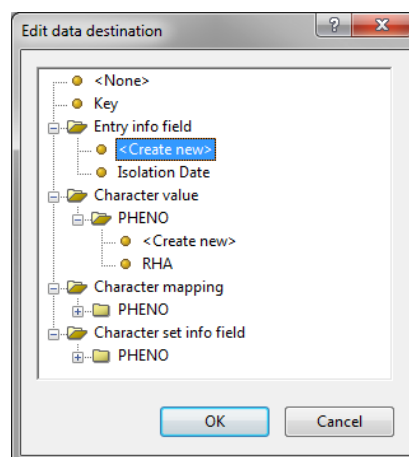 Edit data destination
<None>
Key
Entry info field
<Create new>
Isolation Date
Character value
PHENO
<Create new>
RHA
Character mapping
PHENO
Character set info field
PHENO
OK Cancel